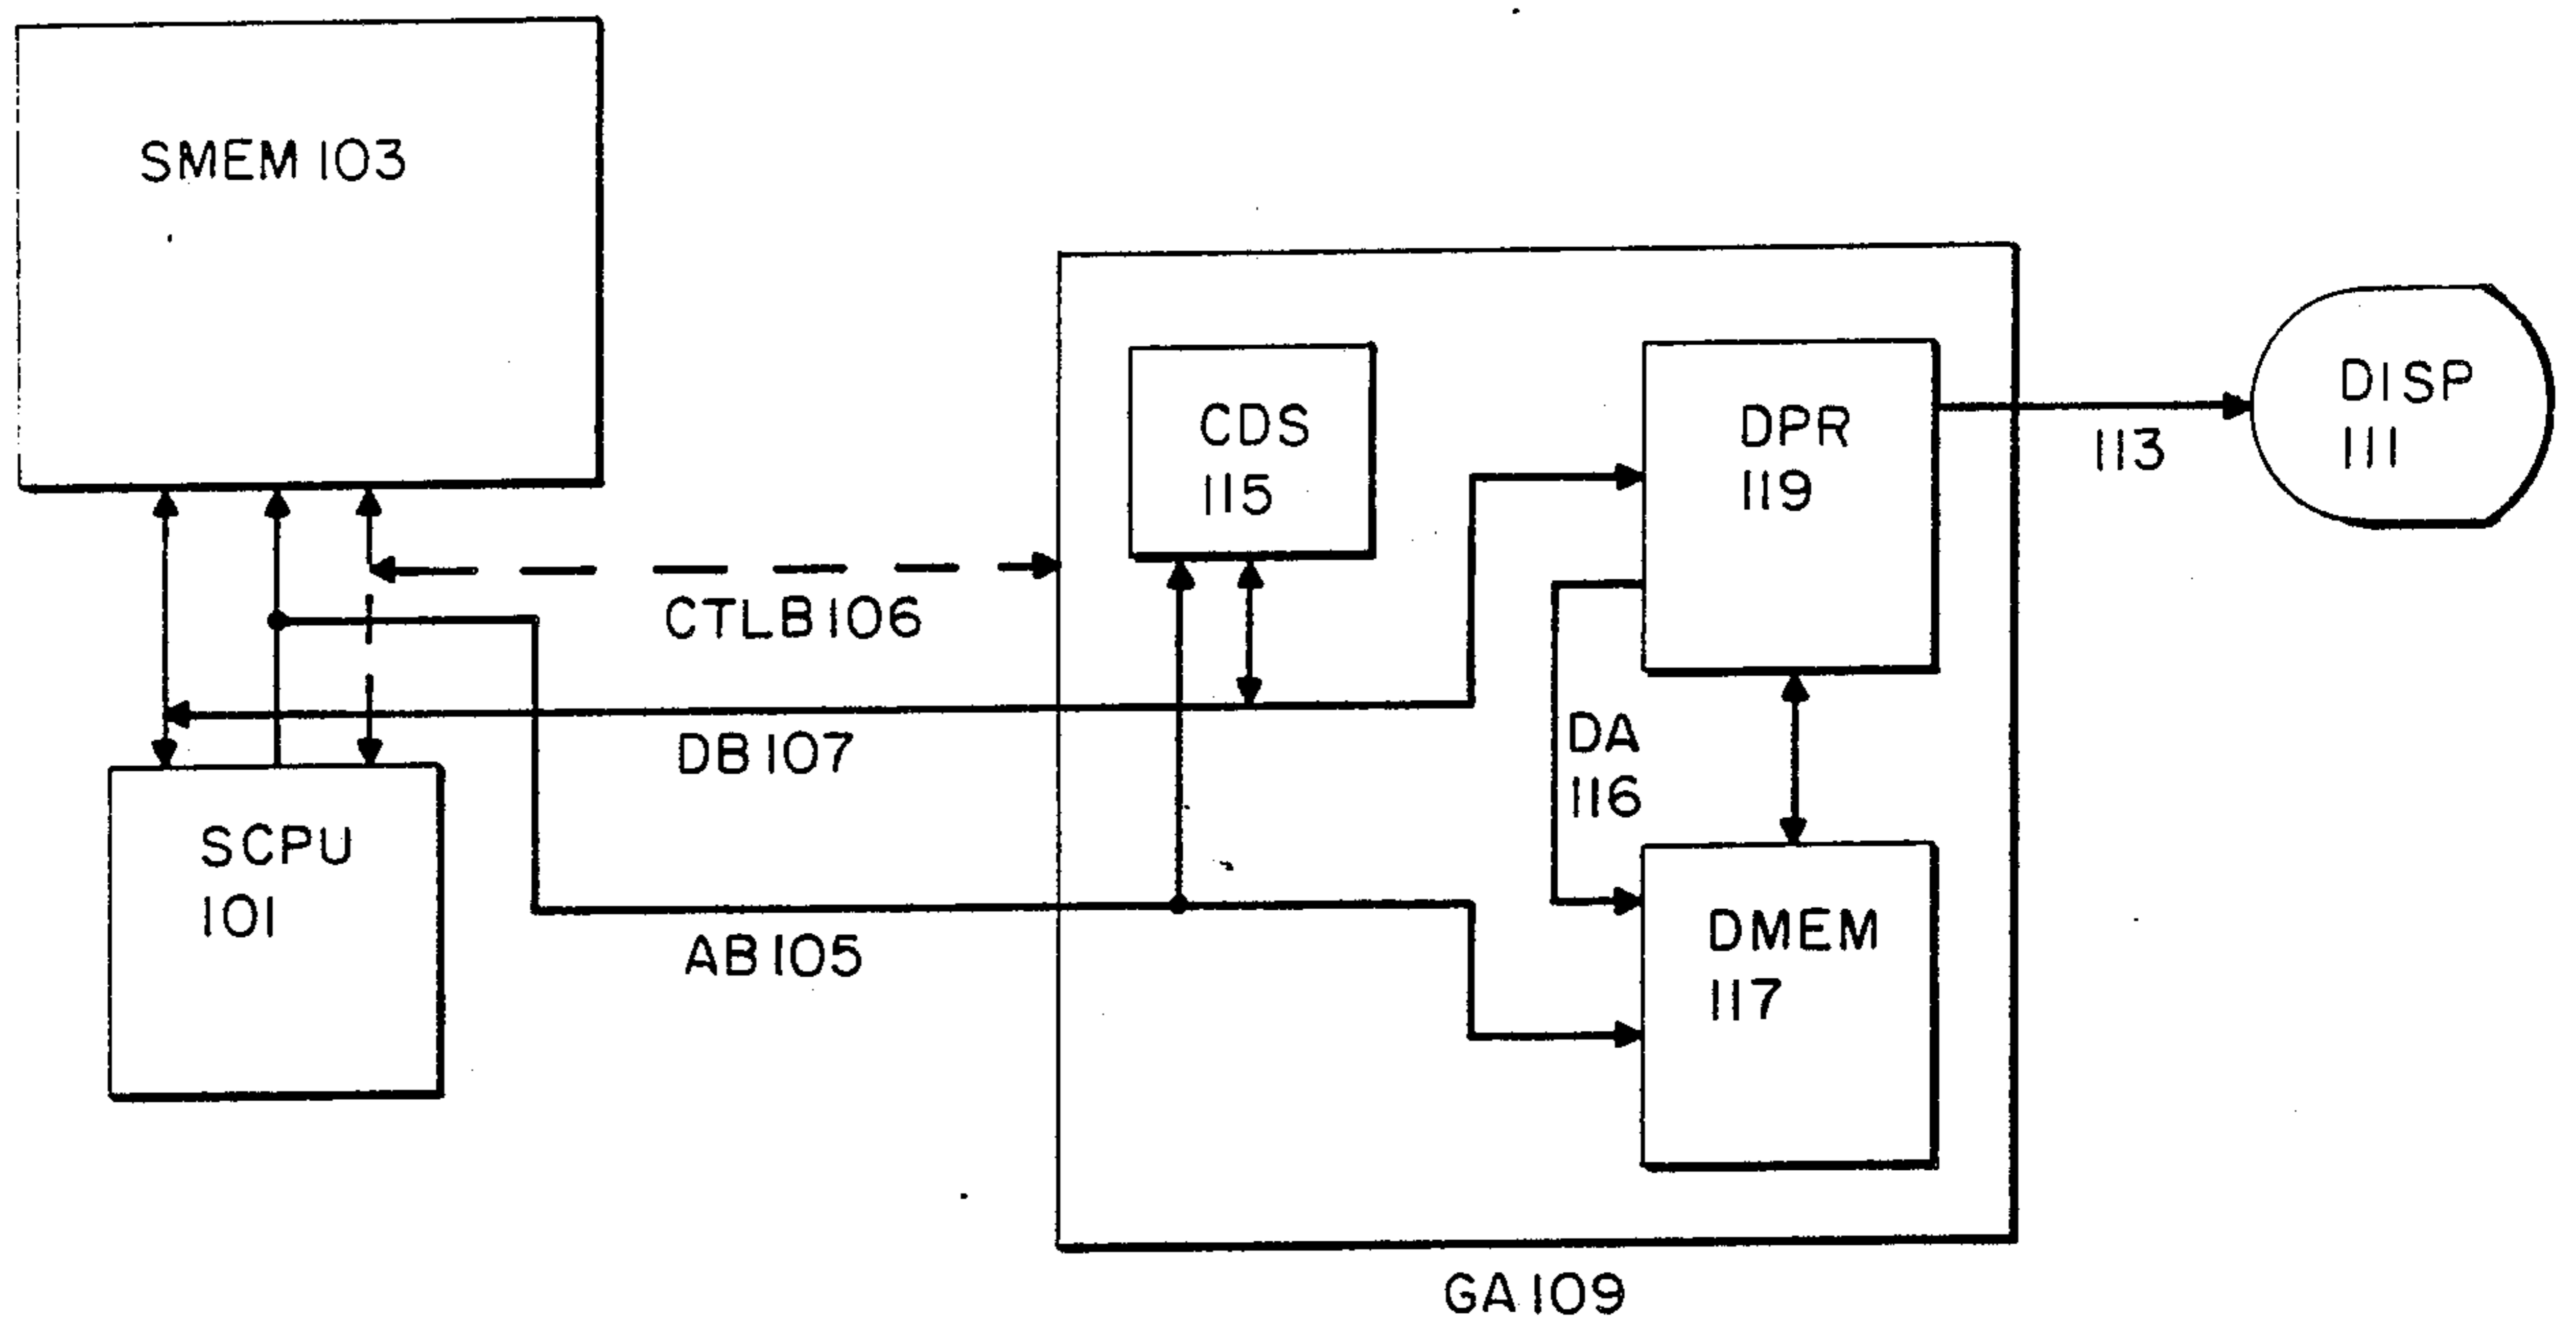 SMEM 103
CDS
115
DPR
119
DISP
111
113
CTLB 106
DB 107
DA
116
SCPU
101
AB 105
DMEM
117
GA 109